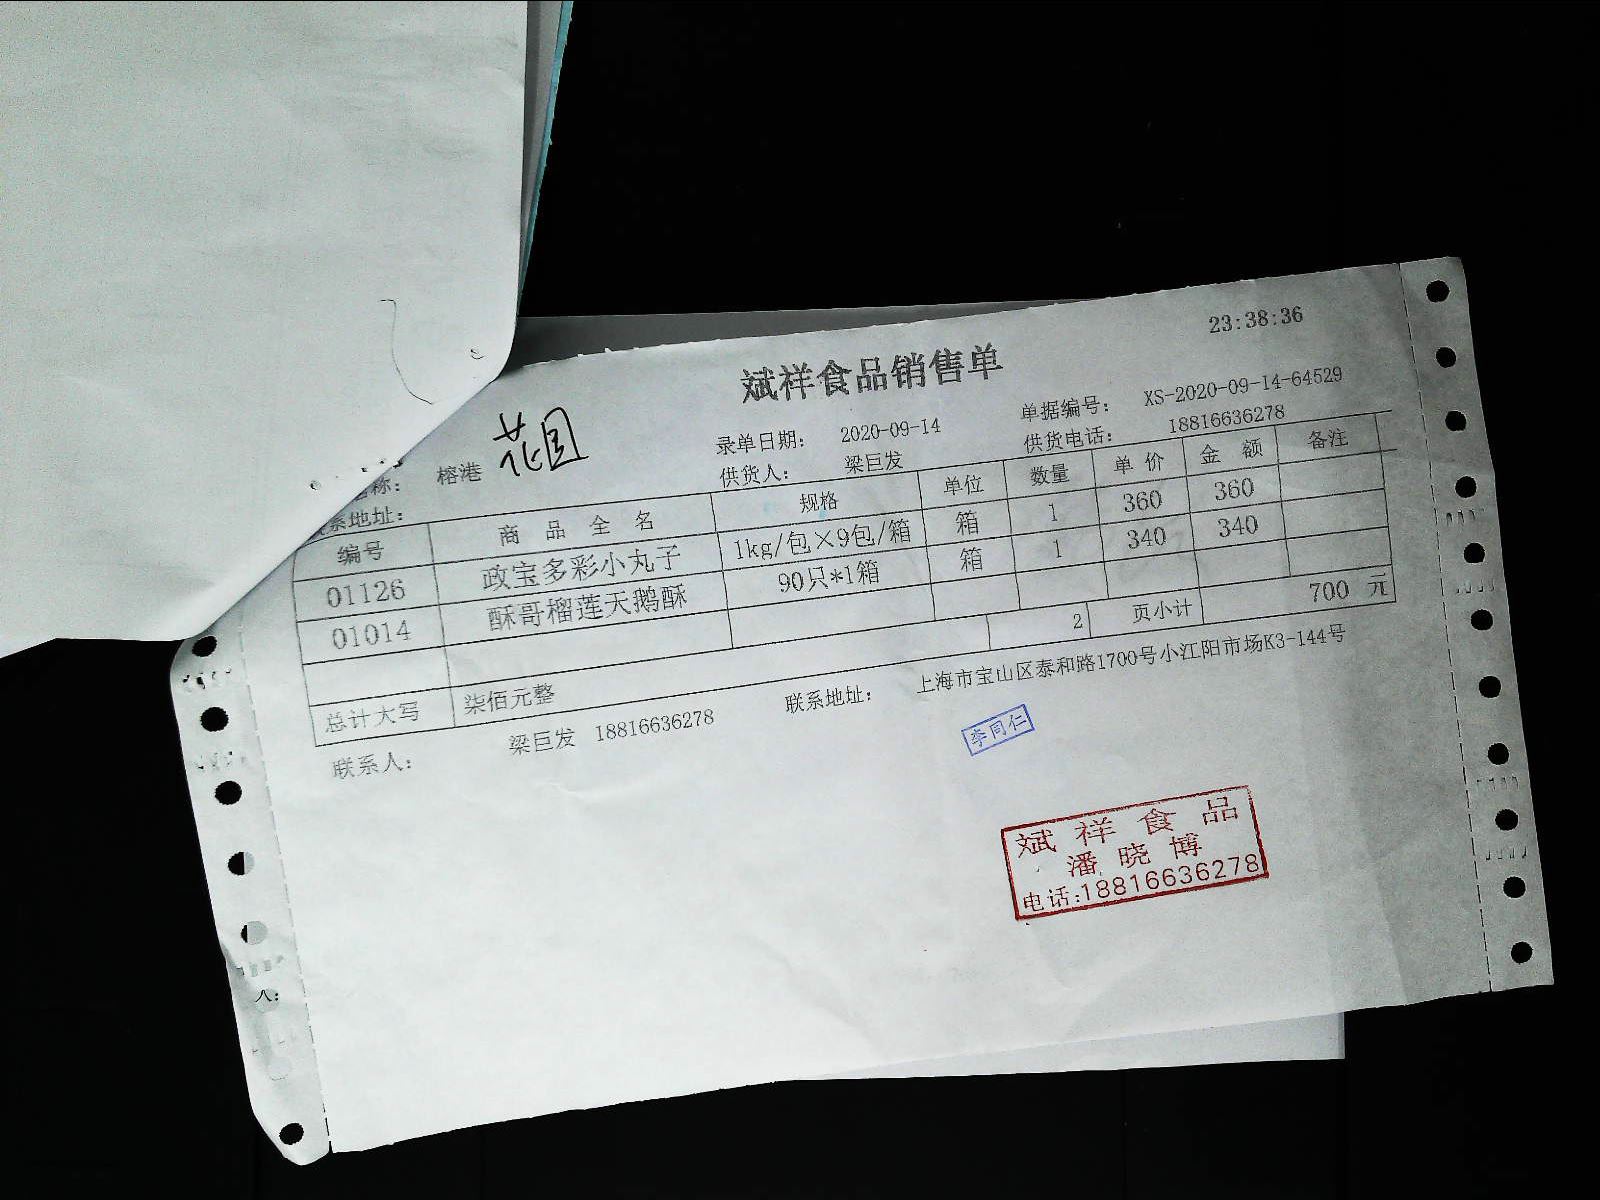 23:38:36
斌祥食品销售单
录单日期： 2020-09-14 单据编号： XS-2020-09-14-64529
称： 榕港 花园 供货人： 梁巨发 供货电话： 18816636278
系地址：
编号 商品全名 规格 单位 数量 单价 金额 备注
01126 政宝多彩小丸子 1kg/包×9包/箱 箱 1 360 360
01014 酥哥榴莲天鹅酥 90只*1箱 箱 1 340 340
2 页小计 700 元
总计大写 柒佰元整
联系人： 梁巨发 18816636278 联系地址： 上海市宝山区泰和路1700号小江阳市场K3-144号
李同仁
斌祥食品
潘晓博
电话:18816636278
人：